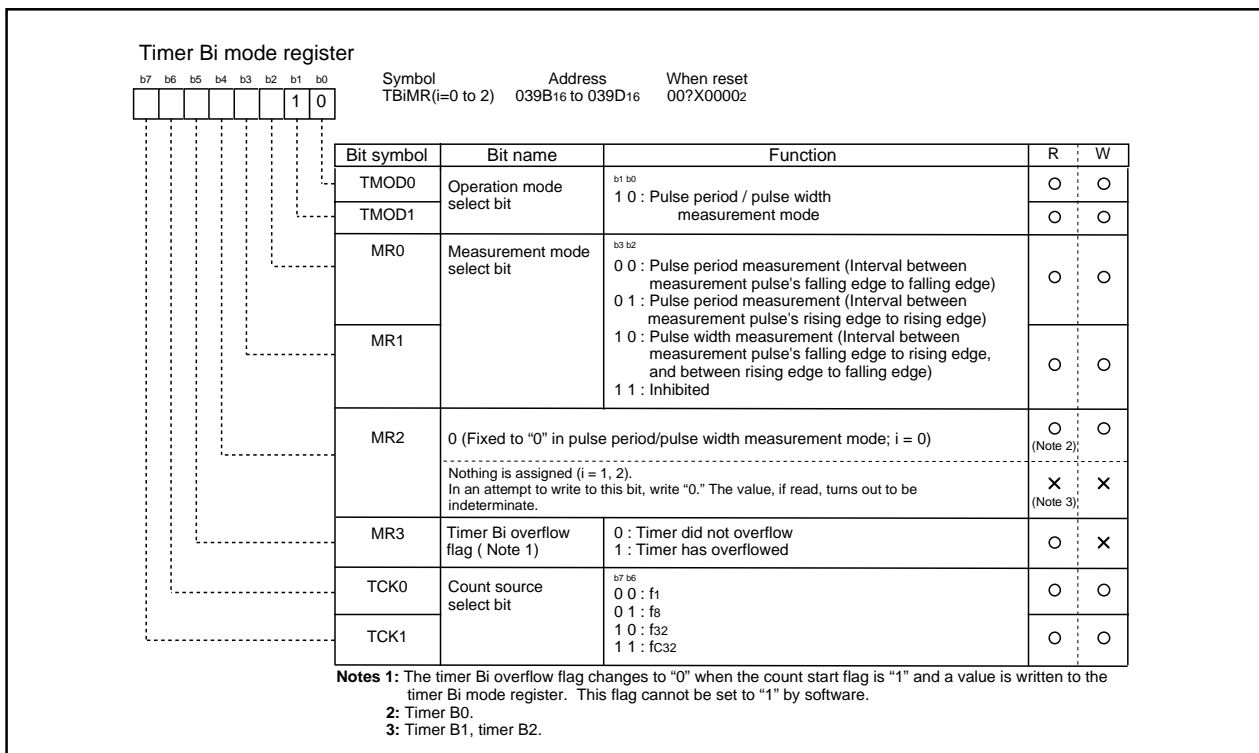 Timer Bi mode register
b7 b6 b5 b4 b3 b2 b1 b0
1 0
Symbol Address When reset
TBiMR(i=0 to 2) 039B16 to 039D16 00?X00002
Bit symbol Bit name Function R W
TMOD0
TMOD1
Operation mode
select bit
b1 b0
1 0 : Pulse period / pulse width
measurement mode
MR0
MR1
Measurement mode
select bit
b3 b2
0 0 : Pulse period measurement (Interval between
measurement pulse's falling edge to falling edge)
0 1 : Pulse period measurement (Interval between
measurement pulse's rising edge to rising edge)
1 0 : Pulse width measurement (Interval between
measurement pulse's falling edge to rising edge,
and between rising edge to falling edge)
1 1 : Inhibited
MR2
0 (Fixed to “0” in pulse period/pulse width measurement mode; i = 0)
(Note 2)
Nothing is assigned (i = 1, 2).
In an attempt to write to this bit, write “0.” The value, if read, turns out to be
indeterminate.
(Note 3)
MR3
Timer Bi overflow
flag ( Note 1)
0 : Timer did not overflow
1 : Timer has overflowed
TCK0
TCK1
Count source
select bit
b7 b6
0 0 : f1
0 1 : f8
1 0 : f32
1 1 : fC32
Notes 1: The timer Bi overflow flag changes to “0” when the count start flag is “1” and a value is written to the
timer Bi mode register. This flag cannot be set to “1” by software.
2: Timer B0.
3: Timer B1, timer B2.